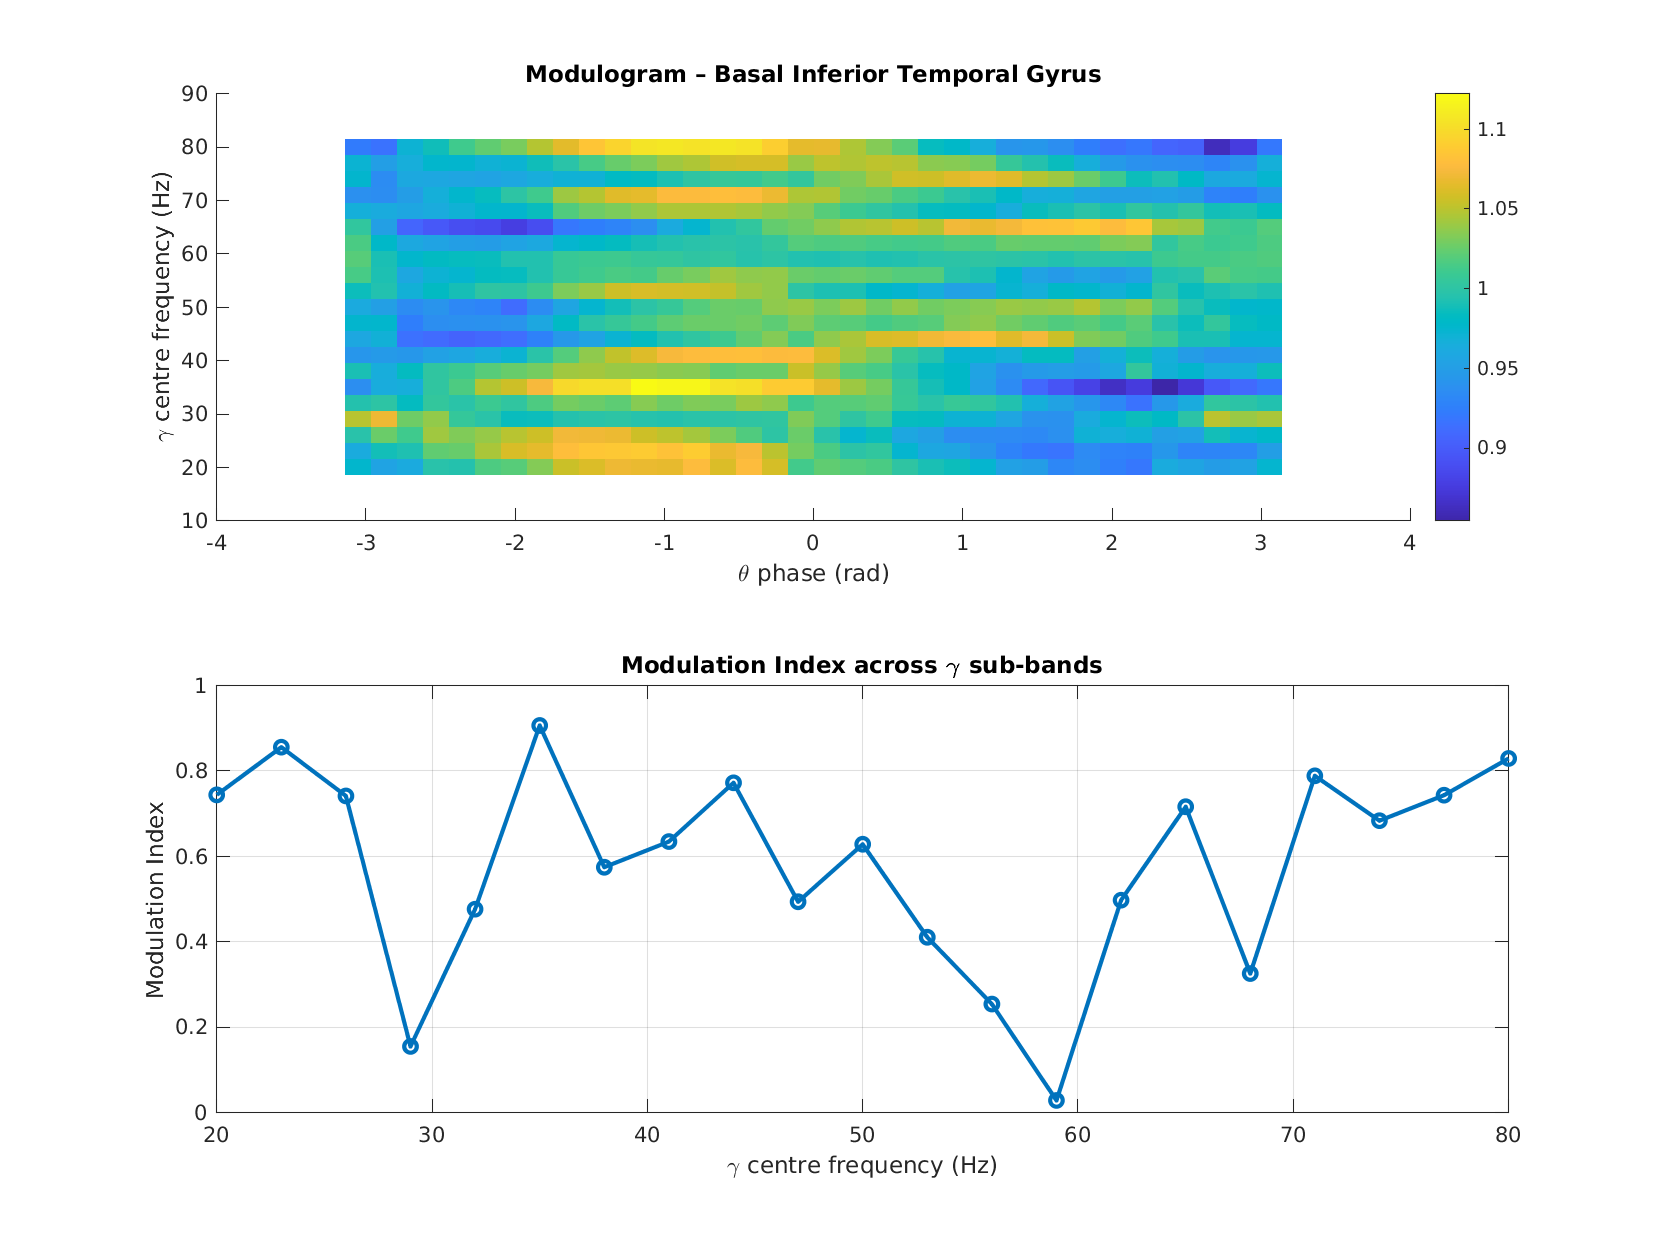 Modulogram – Basal Inferior Temporal Gyrus
90
80
70
60
50
40
30
20
10
γ centre frequency (Hz)
-4 -3 -2 -1 0 1 2 3 4
θ phase (rad)
1.1
1.05
1
0.95
0.9
Modulation Index across γ sub-bands
1
0.8
0.6
0.4
0.2
0
Modulation Index
20 30 40 50 60 70 80
γ centre frequency (Hz)